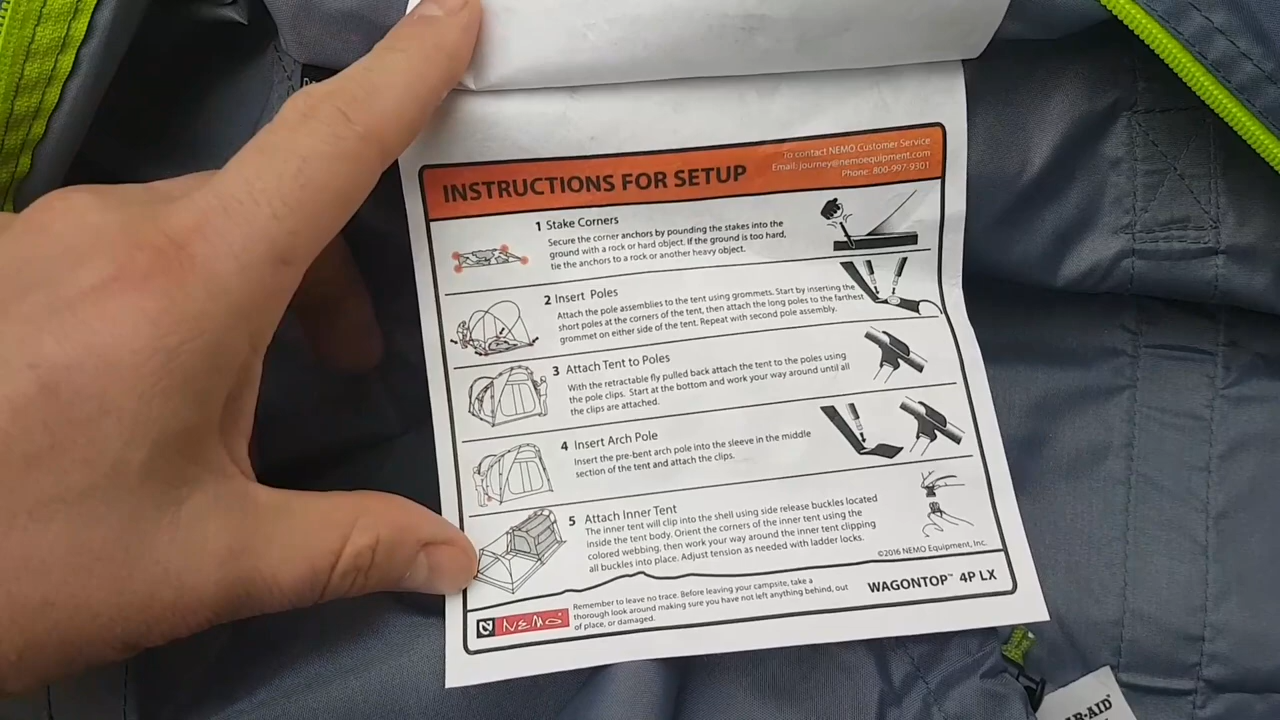 INSTRUCTIONS FOR SETUP
To contact NEMO Customer Service
Email: journey@nemoequipment.com
Phone: 800-997-9301
1 Stake Corners
Secure the corner anchors by pounding the stakes into the
ground with a rock or hard object. If the ground is too hard,
tie the anchors to a rock or another heavy object.
2 Insert Poles
Attach the pole assemblies to the tent using grommets. Start by inserting the
short poles at the corners of the tent, then attach the long poles to the farthest
grommet on either side of the tent. Repeat with second pole assembly.
3 Attach Tent to Poles
With the retractable fly pulled back attach the tent to the poles using
the pole clips. Start at the bottom and work your way around until all
the clips are attached.
4 Insert Arch Pole
Insert the pre-bent arch pole into the sleeve in the middle
section of the tent and attach the clips.
5 Attach Inner Tent
The inner tent will clip into the shell using side release buckles located
inside the tent body. Orient the corners of the inner tent using the
colored webbing, then work your way around the inner tent clipping
all buckles into place. Adjust tension as needed with ladder locks.
©2016 NEMO Equipment, Inc.
NEMO
Remember to leave no trace. Before leaving your campsite, take a
thorough look around making sure you have not left anything behind, out
of place, or damaged.
WAGONTOP™ 4P LX
R-AID